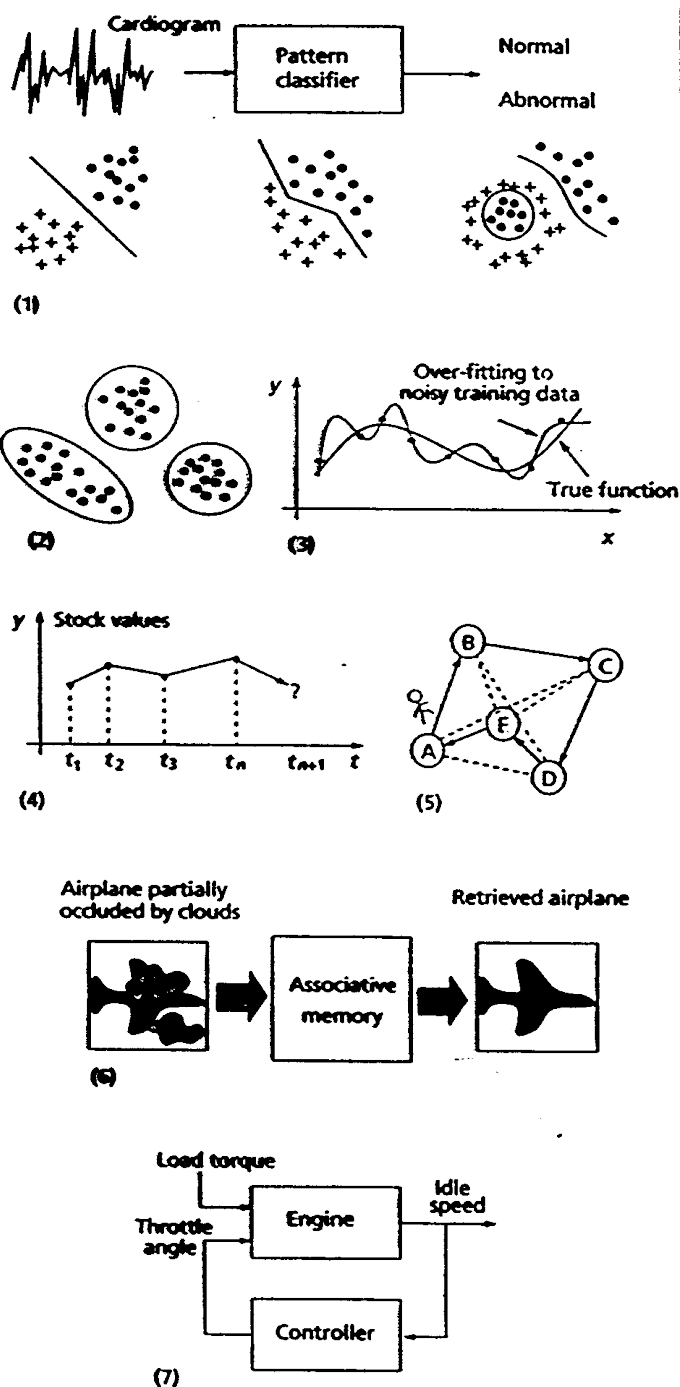 Cardiogram
Pattern
classifier
Normal
Abnormal
(1)
y
Over-fitting to
noisy training data
True function
x
(2)
(3)
y
Stock values
?
t1 t2 t3 tn tn+1 t
(4)
B
C
E
A
D
(5)
Airplane partially
occluded by clouds
Retrieved airplane
Associative
memory
(6)
Load torque
Idle
speed
Engine
Throttle
angle
Controller
(7)